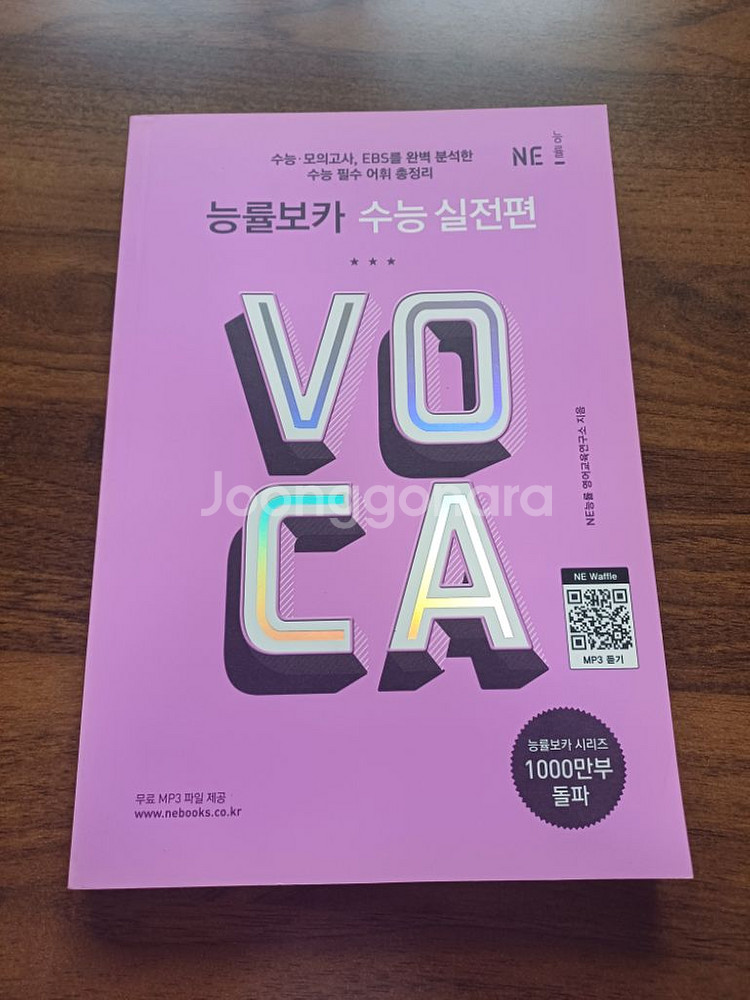 수능·모의고사, EBS를 완벽 분석한
수능 필수 어휘 총정리
NE 능률
능률보카 수능 실전편
VO
CA
Joonggonara
NE능률 영어교육연구소 지음
NE Waffle
MP3 듣기
능률보카 시리즈
1000만부
돌파
무료 MP3 파일 제공
www.nebooks.co.kr